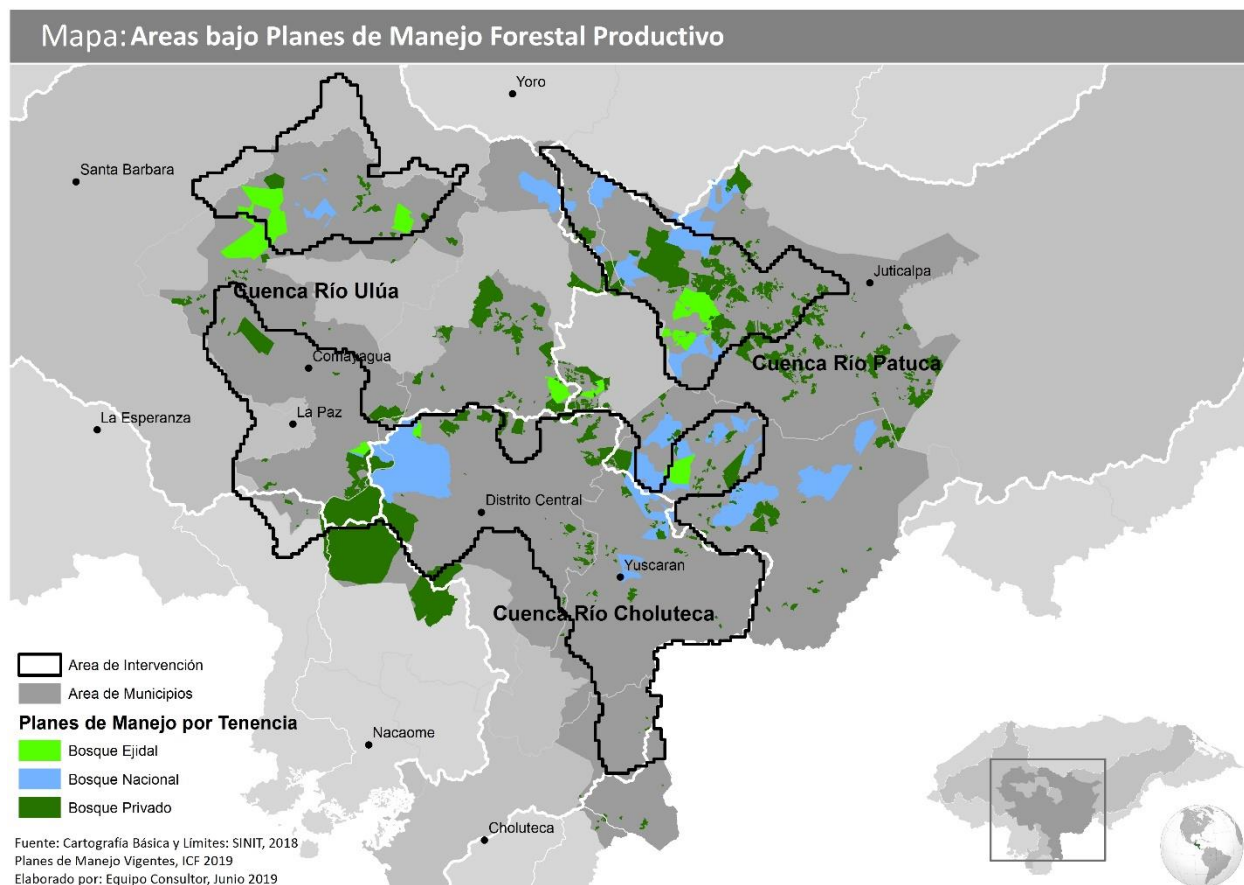 Mapa: Areas bajo Planes de Manejo Forestal Productivo
Yoro
Santa Barbara
Juticalpa
Cuenca Río Ulúa
Comayagua
Cuenca Río Patuca
La Esperanza
La Paz
Distrito Central
Yuscaran
Cuenca Río Choluteca
Nacaome
Choluteca
Area de Intervención
Area de Municipios
Planes de Manejo por Tenencia
Bosque Ejidal
Bosque Nacional
Bosque Privado
Fuente: Cartografía Básica y Límites: SINIT, 2018
Planes de Manejo Vigentes, ICF 2019
Elaborado por: Equipo Consultor, Junio 2019